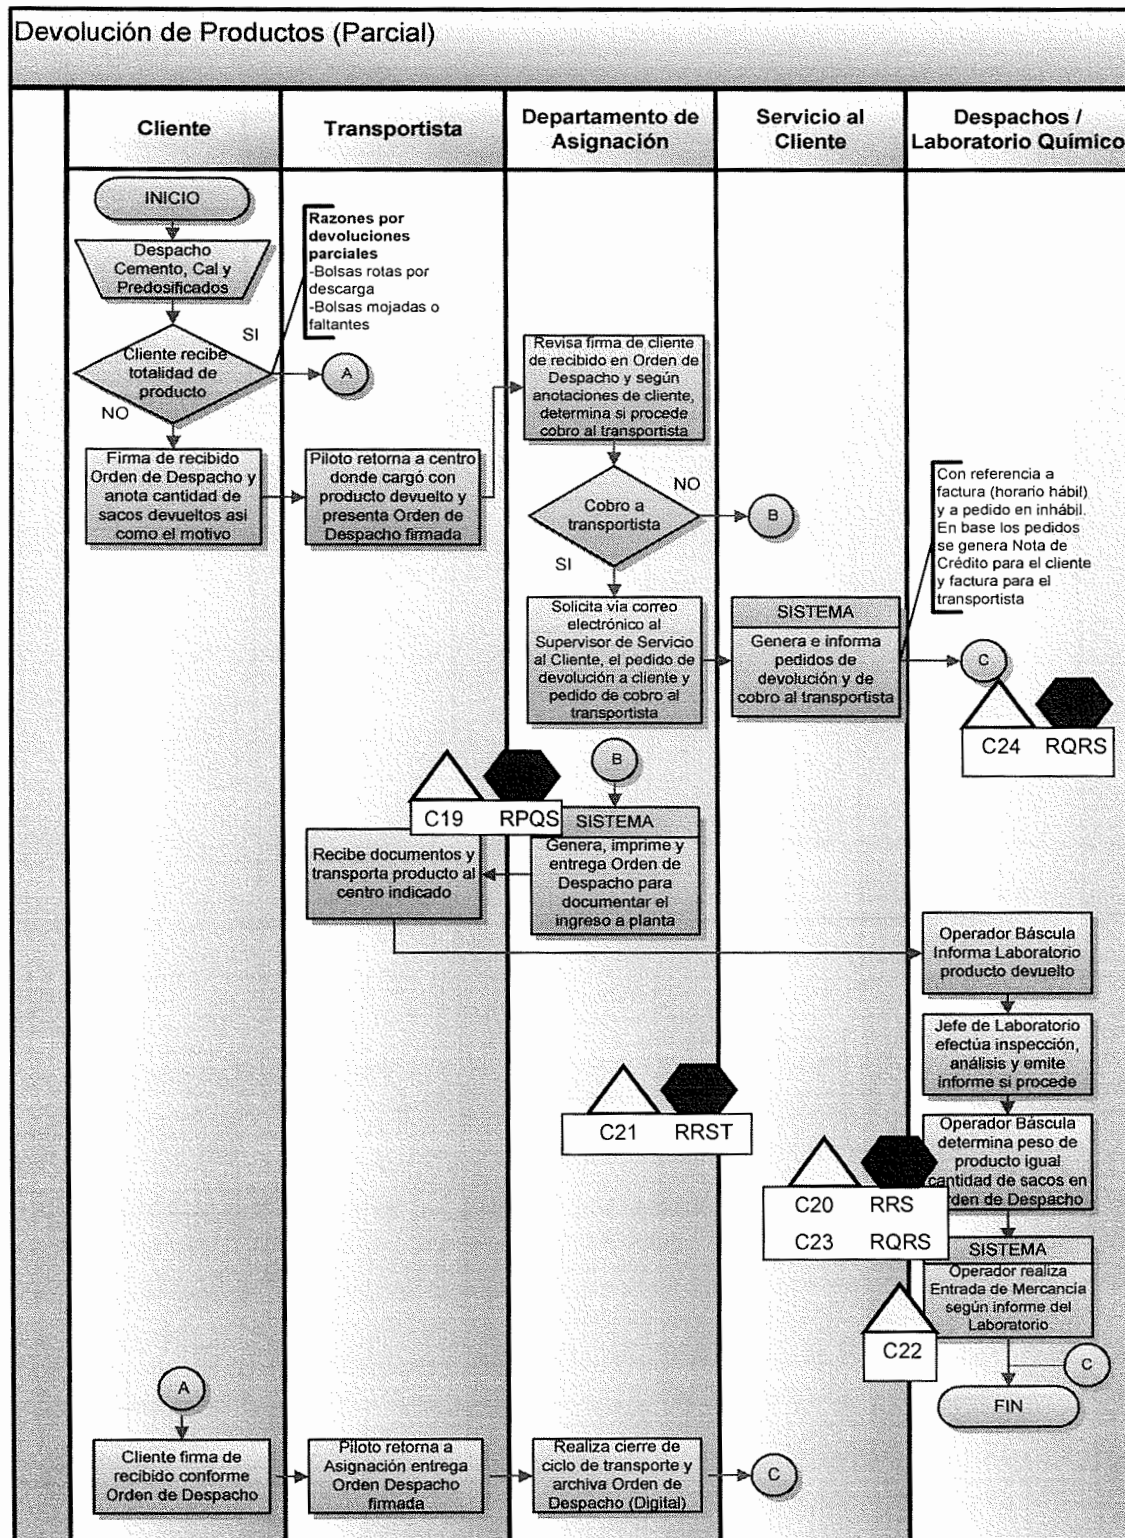 Devolución de Productos (Parcial)
Cliente
Transportista
Departamento de
Asignación
Servicio al
Cliente
Despachos /
Laboratorio Químico
INICIO
Despacho
Cemento, Cal y
Predosificados
Razones por
devoluciones
parciales
-Bolsas rotas por
descarga
-Bolsas mojadas o
faltantes
SI
Cliente recibe
totalidad de
producto
A
NO
Firma de recibido
Orden de Despacho y
anota cantidad de
sacos devueltos así
como el motivo
Piloto retorna a centro
donde cargó con
producto devuelto y
presenta Orden de
Despacho firmada
Revisa firma de cliente
de recibido en Orden de
Despacho y según
anotaciones de cliente,
determina si procede
cobro al transportista
NO
Cobro a
transportista
B
SI
Solicita vía correo
electrónico al
Supervisor de Servicio
al Cliente, el pedido de
devolución a cliente y
pedido de cobro al
transportista
SISTEMA
Genera e informa
pedidos de
devolución y de
cobro al transportista
Con referencia a
factura (horario hábil)
y a pedido en inhábil.
En base los pedidos
se genera Nota de
Crédito para el cliente
y factura para el
transportista
C
C24 RQRS
B
C19 RPQS
SISTEMA
Genera, imprime y
entrega Orden de
Despacho para
documentar el
ingreso a planta
Recibe documentos y
transporta producto al
centro indicado
Operador Báscula
Informa Laboratorio
producto devuelto
Jefe de Laboratorio
efectúa inspección,
análisis y emite
informe si procede
C21 RRST
Operador Báscula
determina peso de
producto igual
cantidad de sacos en
rden de Despacho
C20 RRS
C23 RQRS
SISTEMA
Operador realiza
Entrada de Mercancía
según informe del
Laboratorio
C22
C
FIN
A
Cliente firma de
recibido conforme
Orden de Despacho
Piloto retorna a
Asignación entrega
Orden Despacho
firmada
Realiza cierre de
ciclo de transporte y
archiva Orden de
Despacho (Digital)
C